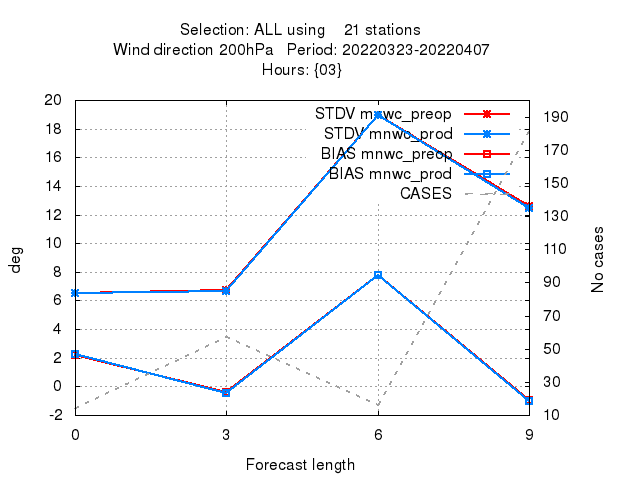 Selection: ALL using 21 stations
Wind direction 200hPa Period: 20220323-20220407
Hours: {03}
20
18
16
14
12
10
8
6
4
2
0
-2
deg
STDV mnwc_preop
STDV mnwc_prod
BIAS mnwc_preop
BIAS mnwc_prod
CASES
190
170
150
130
110
90
70
50
30
10
No cases
0 3 6 9
Forecast length